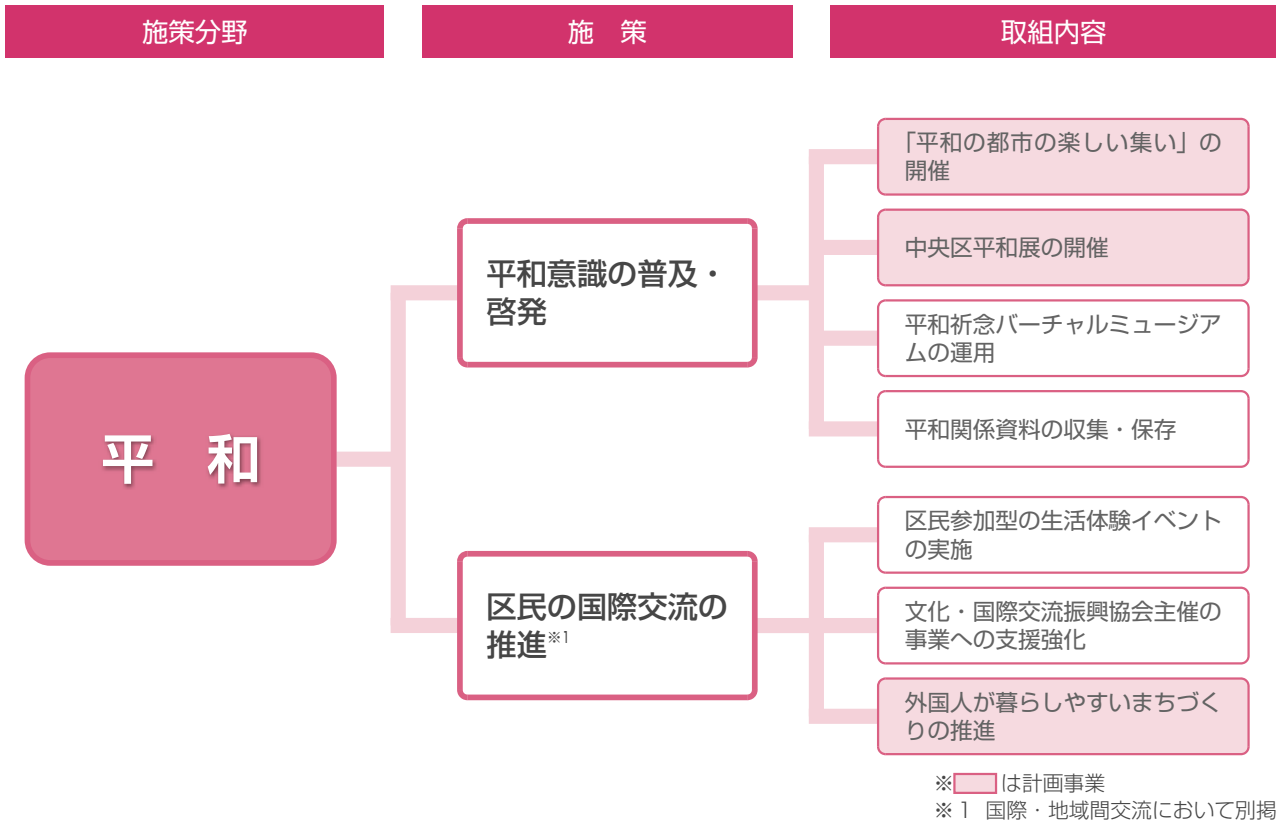 施策分野
施　策
取組内容
平　和
平和意識の普及・
啓発
「平和の都市の楽しい集い」の
開催
中央区平和展の開催
平和祈念バーチャルミュージア
ムの運用
平和関係資料の収集・保存
区民の国際交流の
推進※1
区民参加型の生活体験イベント
の実施
文化・国際交流振興協会主催の
事業への支援強化
外国人が暮らしやすいまちづく
りの推進
※　は計画事業
※１　国際・地域間交流において別掲